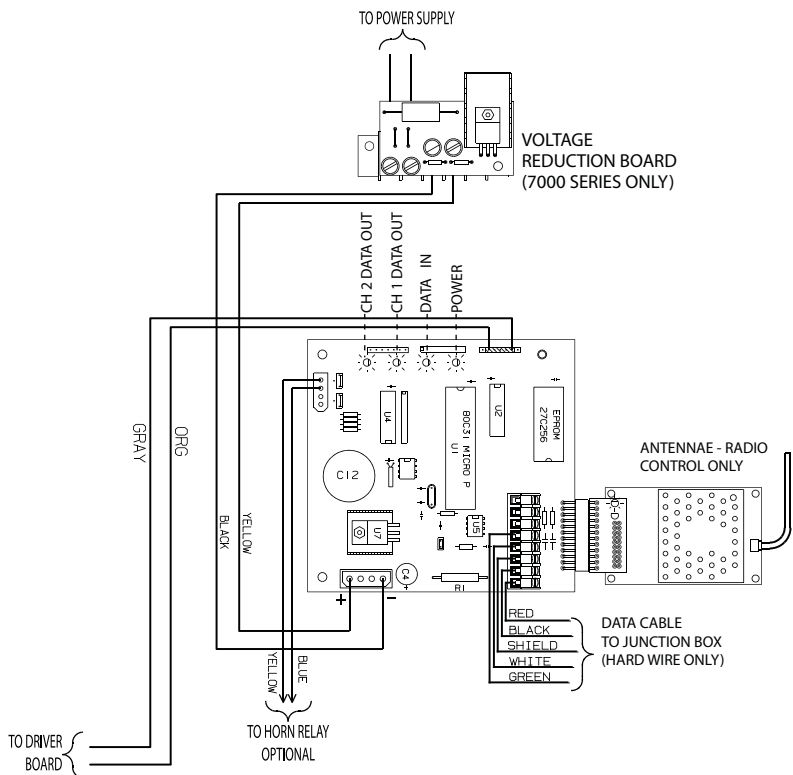 TO POWER SUPPLY
VOLTAGE
REDUCTION BOARD
(7000 SERIES ONLY)
CH 2 DATA OUT
CH 1 DATA OUT
DATA IN
POWER
GRAY
ORG
BLACK
YELLOW
U4
80C31 MICRO P
U1
U2
EPROM
27C256
C12
U7
U5
C4
+
R1
+
-
ANTENNAE - RADIO
CONTROL ONLY
RED
BLACK
SHIELD
WHITE
GREEN
DATA CABLE
TO JUNCTION BOX
(HARD WIRE ONLY)
YELLOW
BLUE
TO HORN RELAY
OPTIONAL
TO DRIVER
BOARD